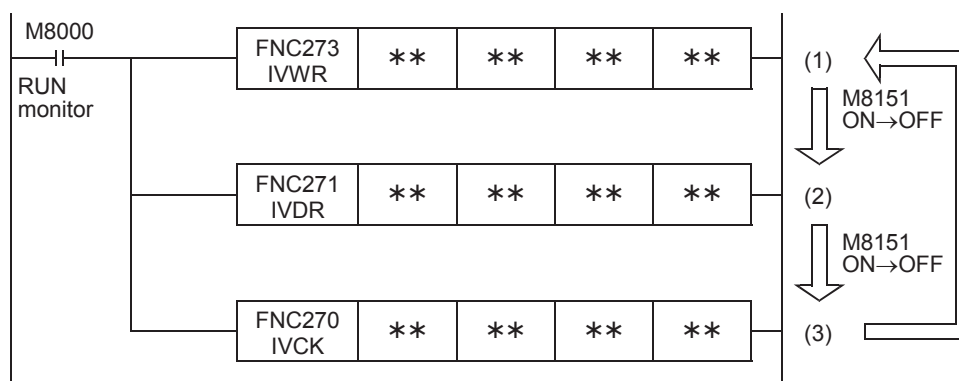 M8000
RUN
monitor
FNC273
IVWR
** ** ** **
(1)
M8151
ON→OFF
FNC271
IVDR
** ** ** **
(2)
M8151
ON→OFF
FNC270
IVCK
** ** ** **
(3)